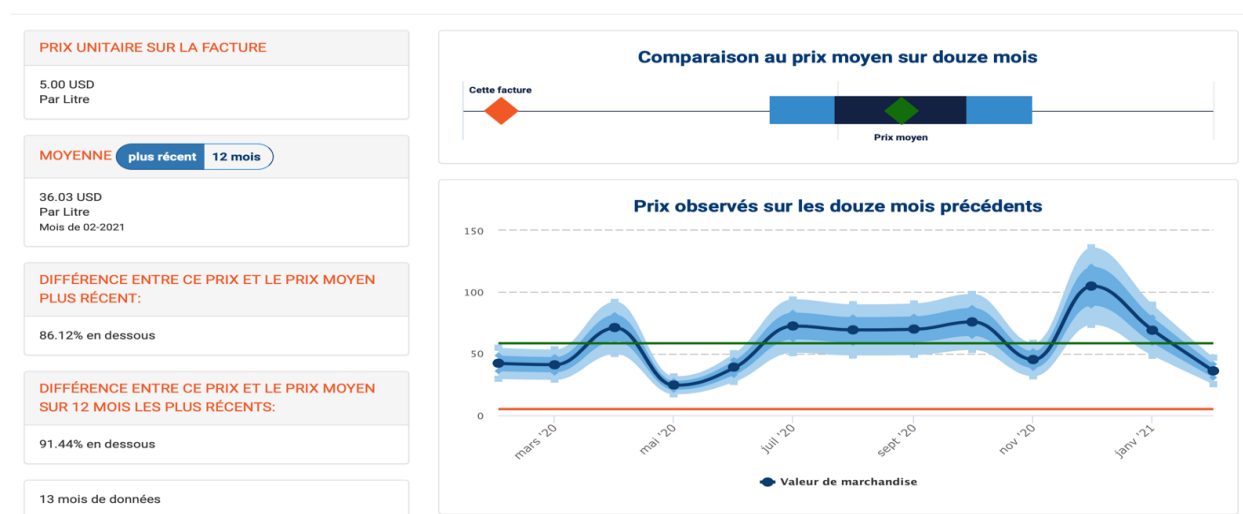 PRIX UNITAIRE SUR LA FACTURE
5.00 USD
Par Litre
MOYENNE plus récent 12 mois
36.03 USD
Par Litre
Mois de 02-2021
DIFFÉRENCE ENTRE CE PRIX ET LE PRIX MOYEN
PLUS RÉCENT:
86.12% en dessous
DIFFÉRENCE ENTRE CE PRIX ET LE PRIX MOYEN
SUR 12 MOIS LES PLUS RÉCENTS:
91.44% en dessous
13 mois de données
Comparaison au prix moyen sur douze mois
Cette facture
Prix moyen
Prix observés sur les douze mois précédents
150
100
50
0
mars '20
mai '20
juil '20
sept '20
nov '20
janv '21
Valeur de marchandise